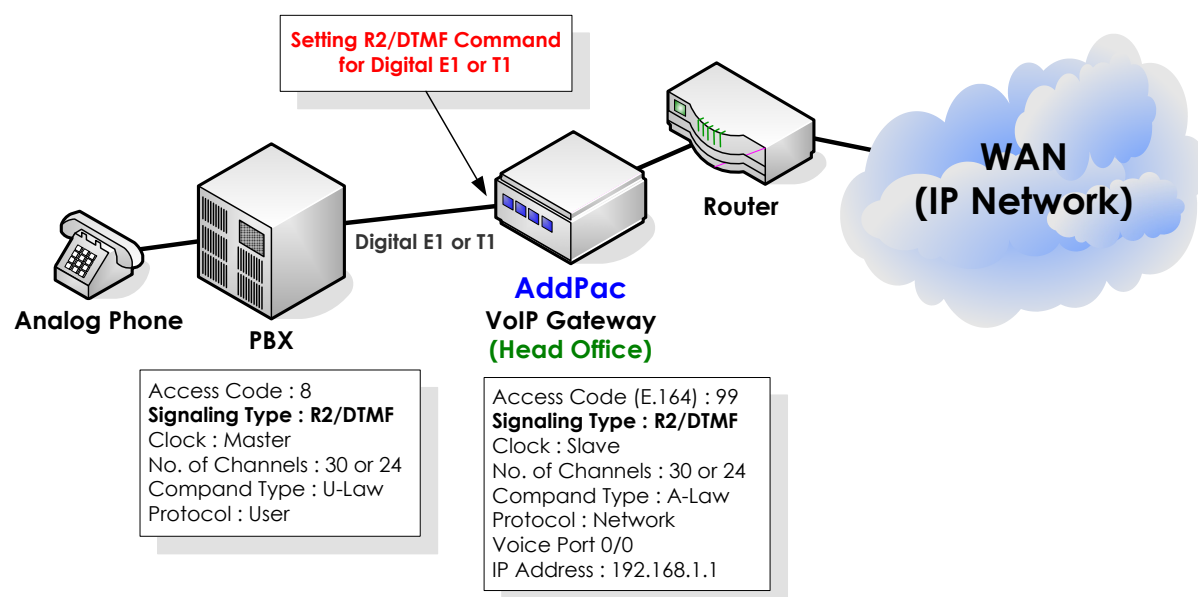 Setting R2/DTMF Command
for Digital E1 or T1
WAN
(IP Network)
Router
Digital E1 or T1
AddPac
VoIP Gateway
(Head Office)
Analog Phone
PBX
Access Code : 8
Signaling Type : R2/DTMF
Clock : Master
No. of Channels : 30 or 24
Compand Type : U-Law
Protocol : User
Access Code (E.164) : 99
Signaling Type : R2/DTMF
Clock : Slave
No. of Channels : 30 or 24
Compand Type : A-Law
Protocol : Network
Voice Port 0/0
IP Address : 192.168.1.1